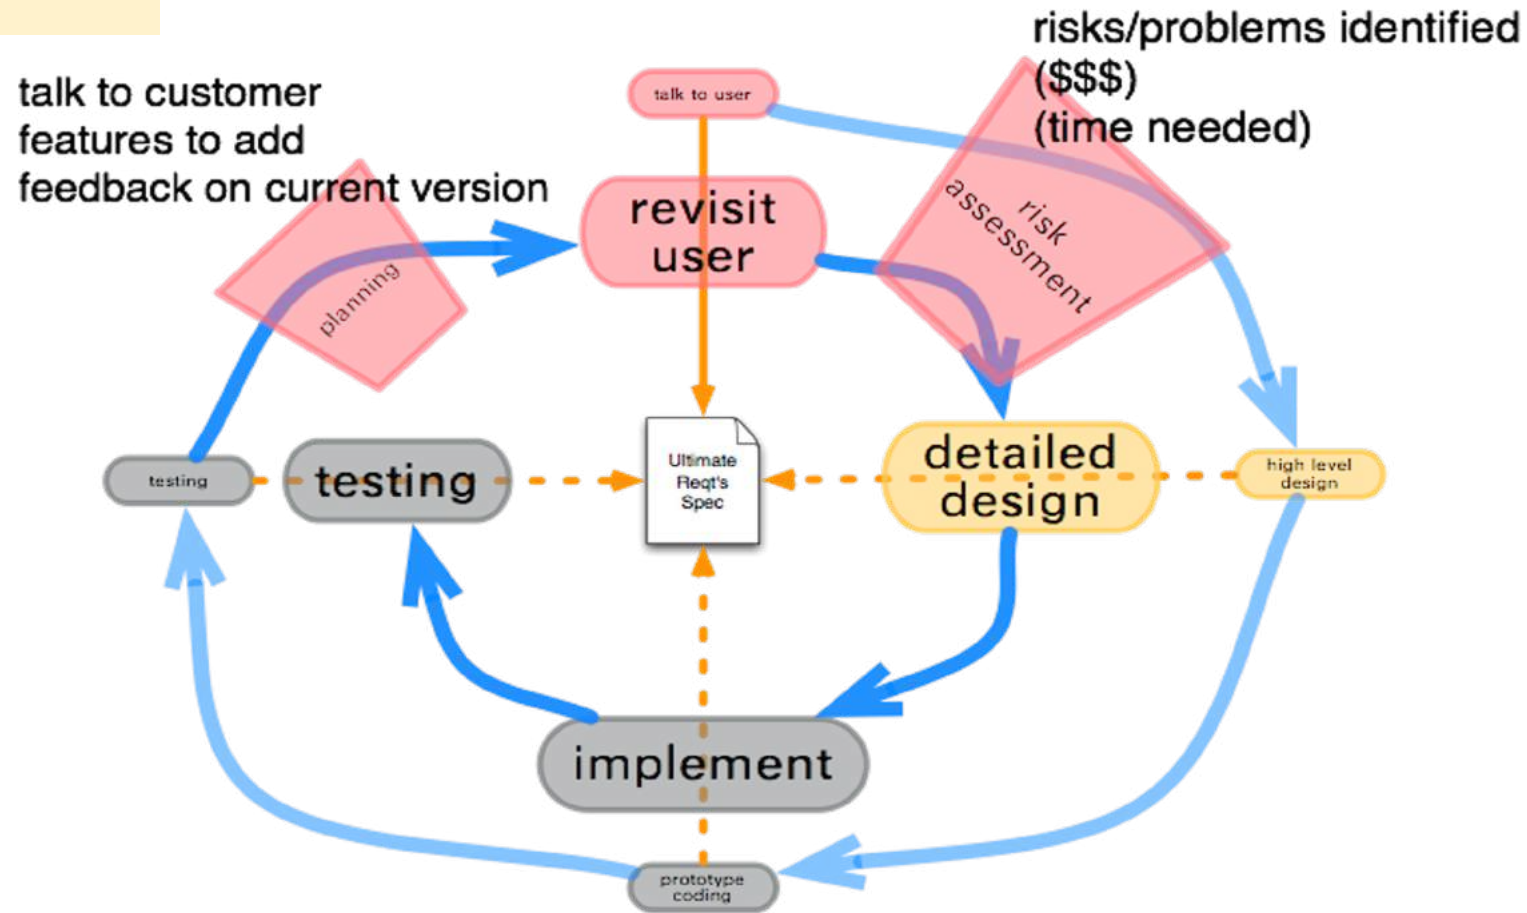 risks/problems identified
($$$)
(time needed)
talk to customer
features to add
feedback on current version
talk to user
revisit
user
risk
assessment
planning
testing
testing
Ultimate
Reqt's
Spec
detailed
design
high level
design
implement
prototype
coding